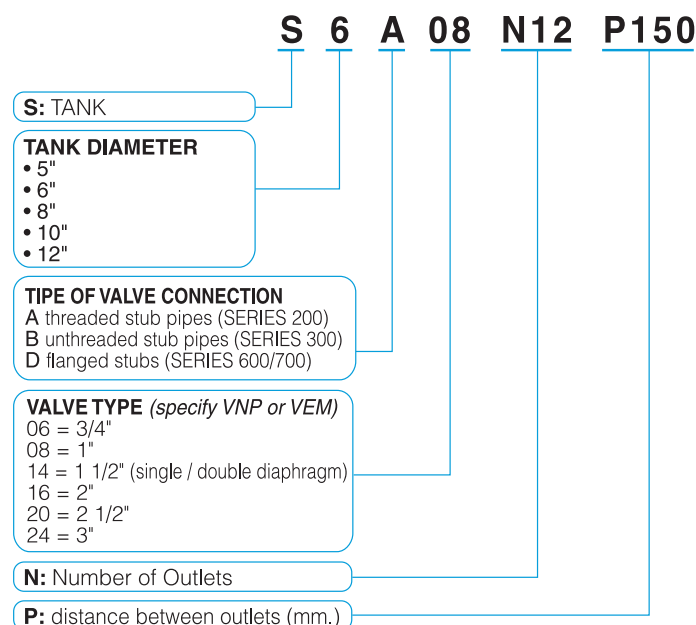 S 6 A 08 N12 P150
S: TANK
TANK DIAMETER
• 5"
• 6"
• 8"
• 10"
• 12"
TIPE OF VALVE CONNECTION
A threaded stub pipes (SERIES 200)
B unthreaded stub pipes (SERIES 300)
D flanged stubs (SERIES 600/700)
VALVE TYPE (specify VNP or VEM)
06 = 3/4"
08 = 1"
14 = 1 1/2" (single / double diaphragm)
16 = 2"
20 = 2 1/2"
24 = 3"
N: Number of Outlets
P: distance between outlets (mm.)